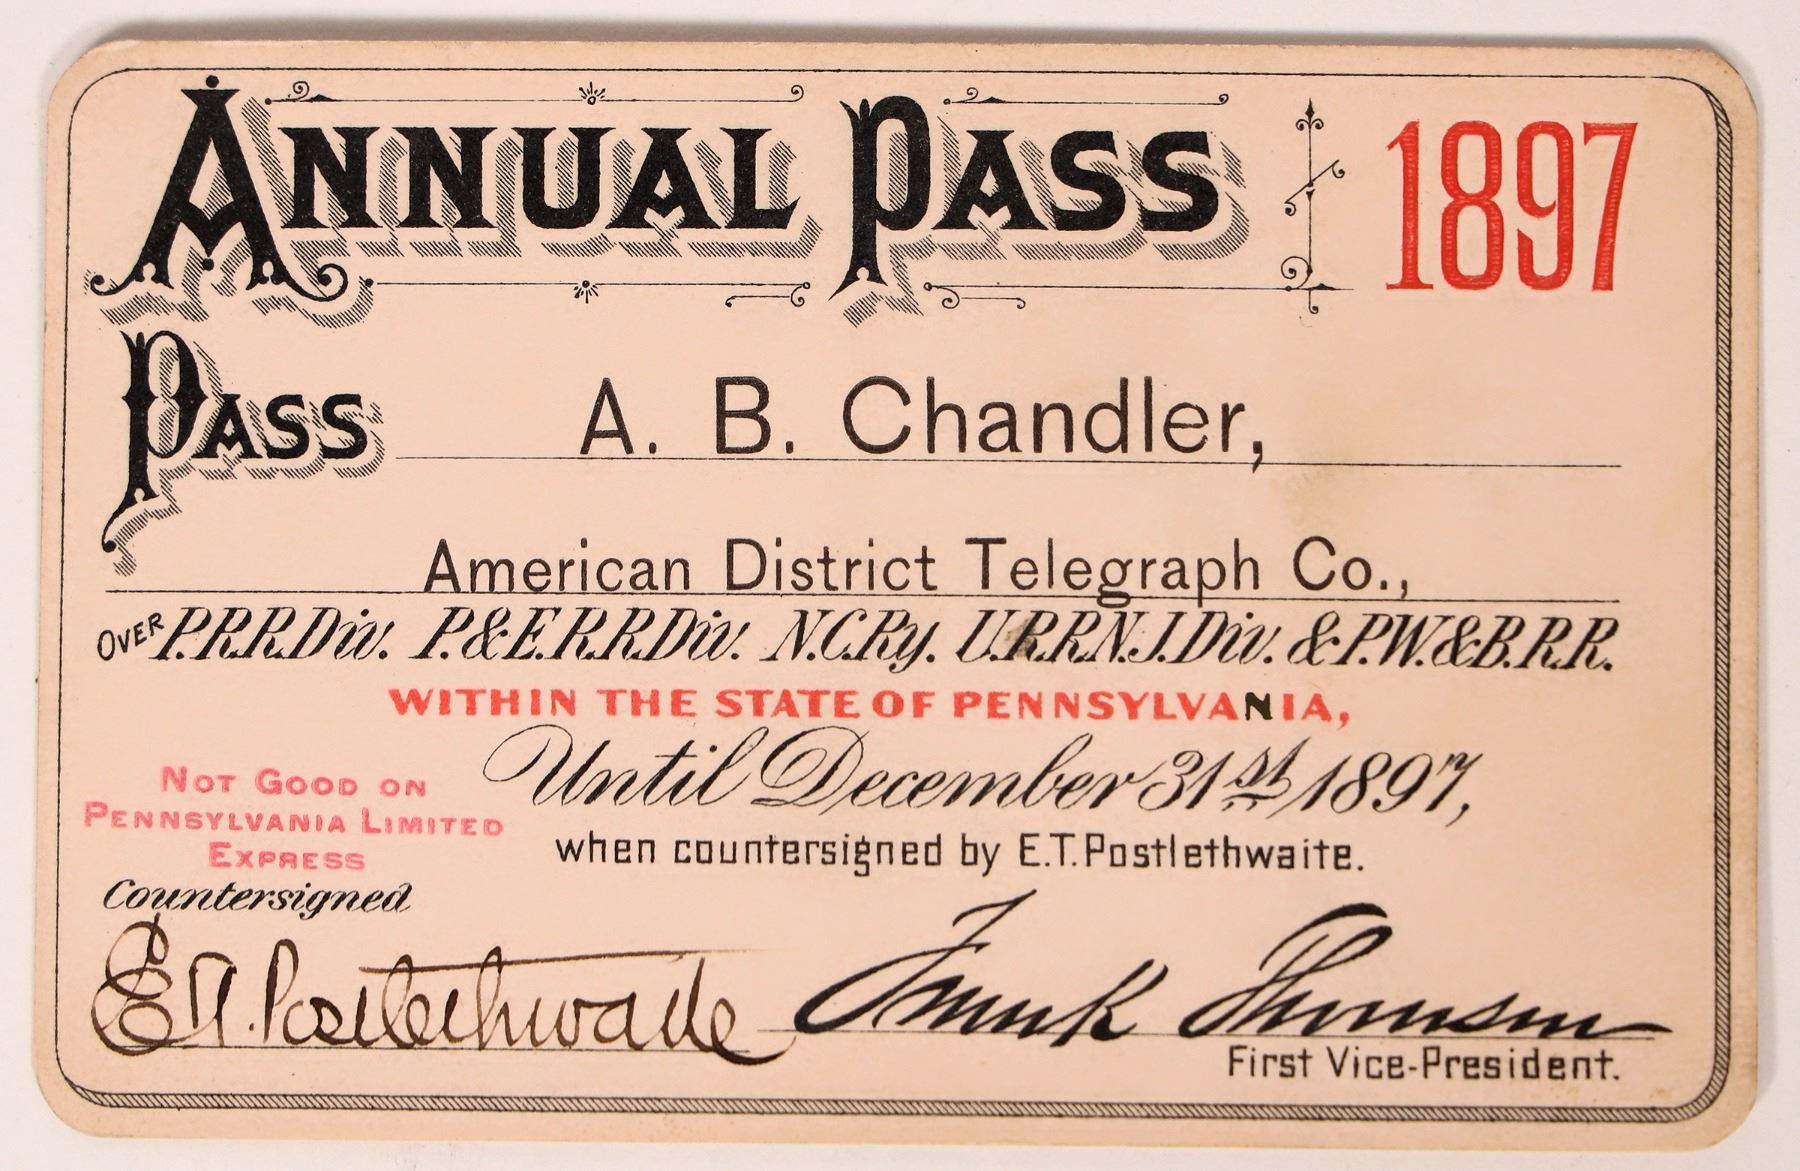 ANNUAL PASS 1897
PASS A. B. Chandler,
American District Telegraph Co.,
OVER P.R.R.Div. P.&E.R.R.Div. N.C.Ry. U.R.R.N.J.Div. & P.W.&B.R.R.
WITHIN THE STATE OF PENNSYLVANIA,
Until December 31st 1897,
when countersigned by E.T.Postlethwaite.
NOT GOOD ON
PENNSYLVANIA LIMITED
EXPRESS
Countersigned
E.T. Postlethwaite
Frank Thomson
First Vice-President.